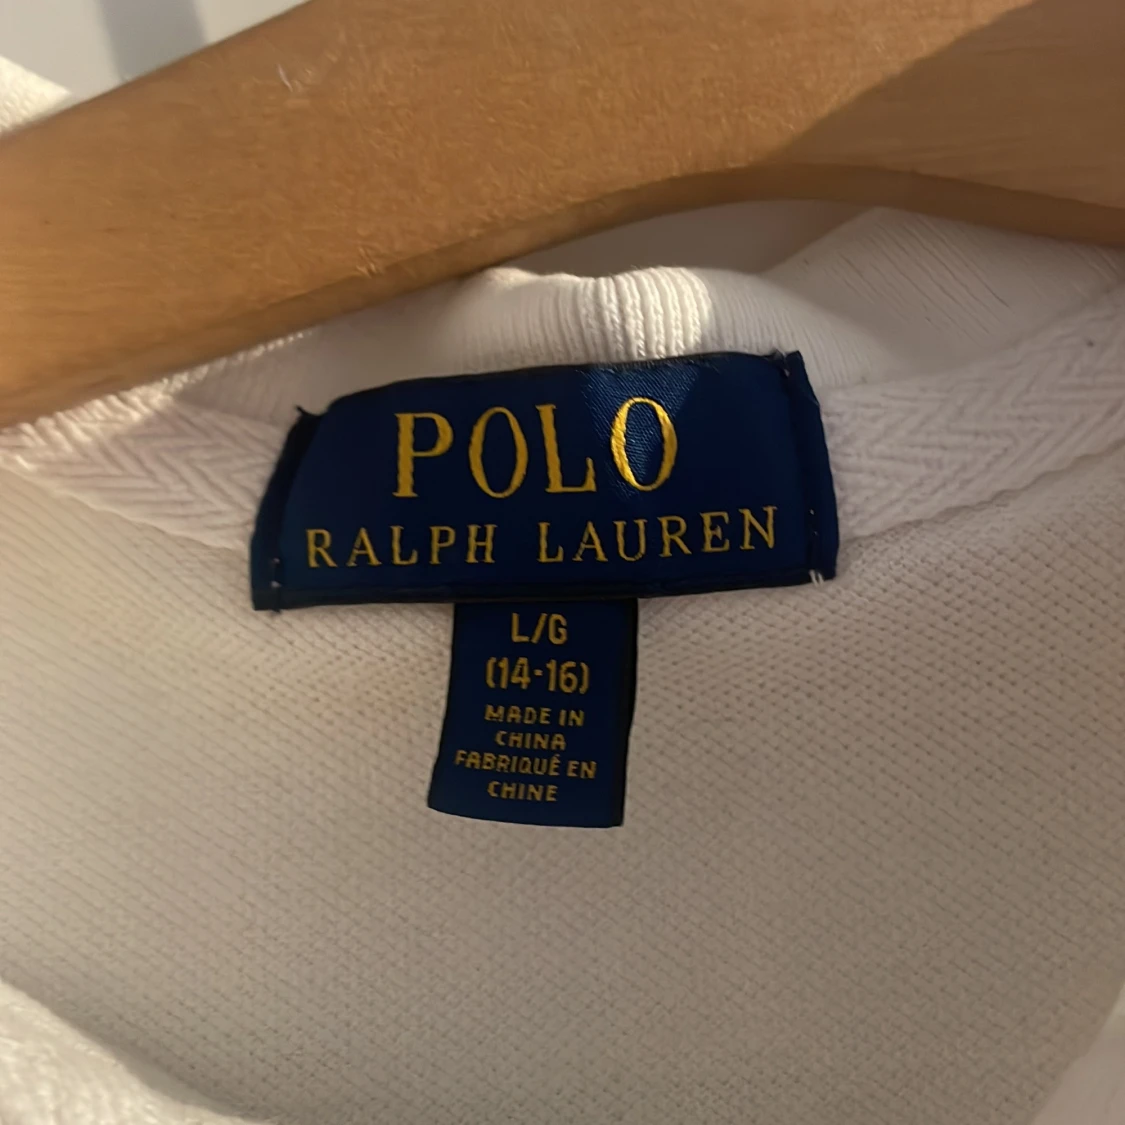 POLO
RALPH LAUREN
L/G
(14-16)
MADE IN
CHINA
FABRIQUÉ EN
CHINE